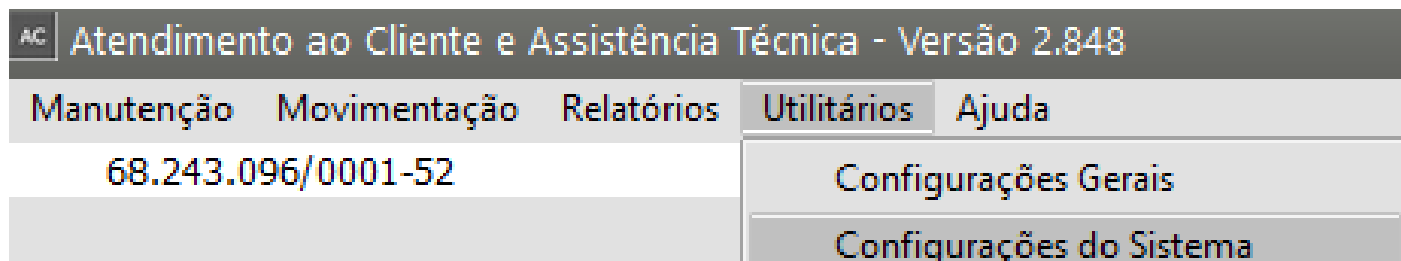 AC Atendimento ao Cliente e Assistência Técnica - Versão 2.848
Manutenção Movimentação Relatórios Utilitários Ajuda
68.243.096/0001-52
Configurações Gerais
Configurações do Sistema